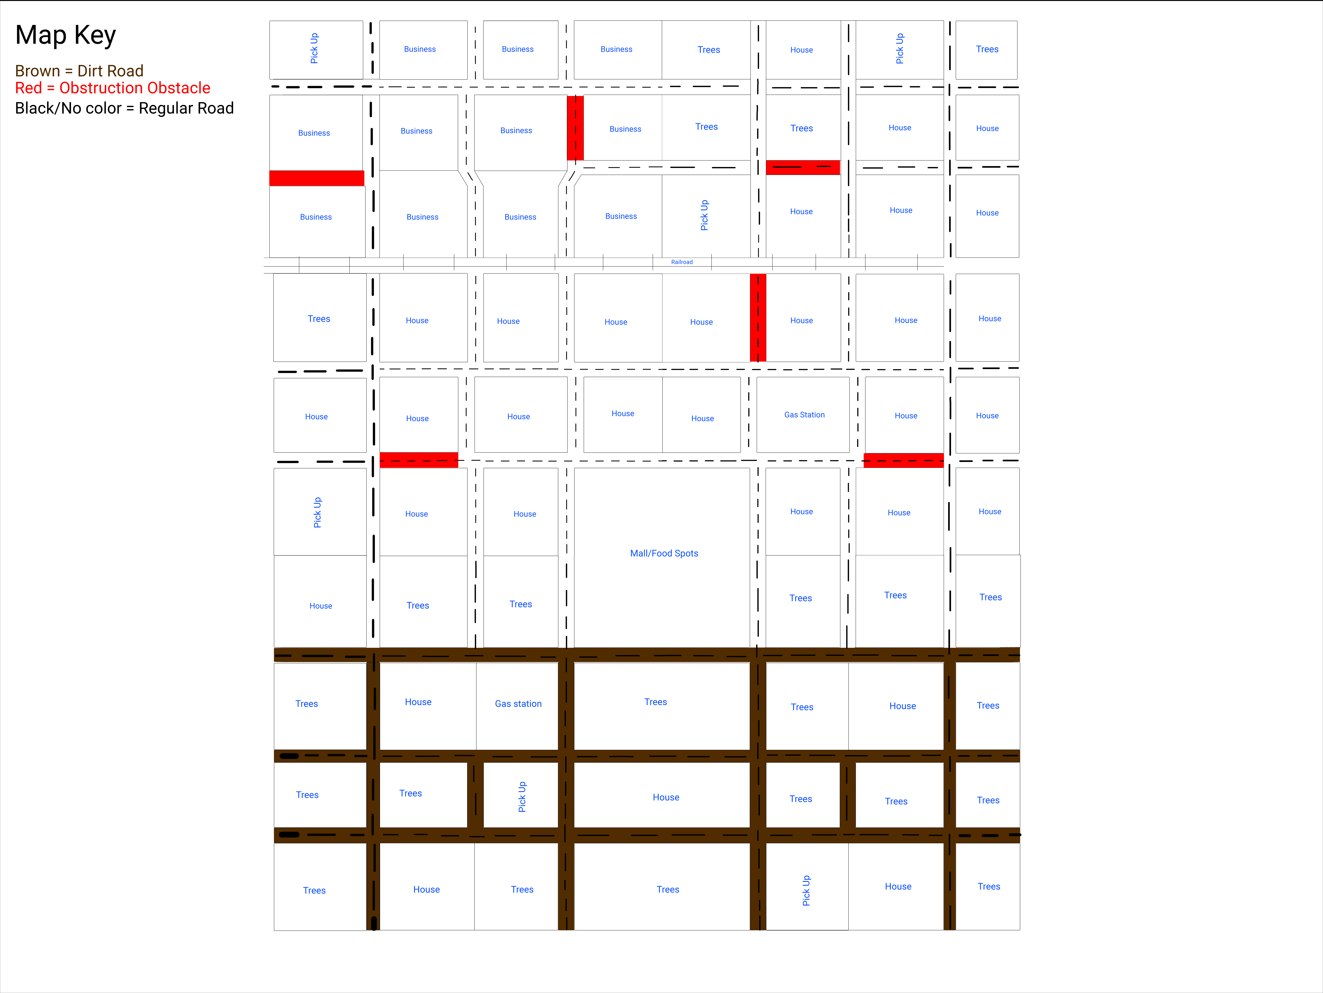 Map Key
Brown = Dirt Road
Red = Obstruction Obstacle
Black/No color = Regular Road
Pick Up
Business
Business
Business
Trees
House
Pick Up
Trees
Business
Business
Business
Business
Trees
Trees
House
House
Business
Business
Business
Business
Pick Up
House
House
House
Railroad
Trees
House
House
House
House
House
House
House
House
House
House
House
House
Gas Station
House
House
Pick Up
House
House
Mall/Food Spots
House
House
House
House
Trees
Trees
Trees
Trees
Trees
Trees
House
Gas station
Trees
Trees
House
Trees
Trees
Trees
Pick Up
House
Trees
Trees
Trees
Trees
House
Trees
Trees
Pick Up
House
Trees